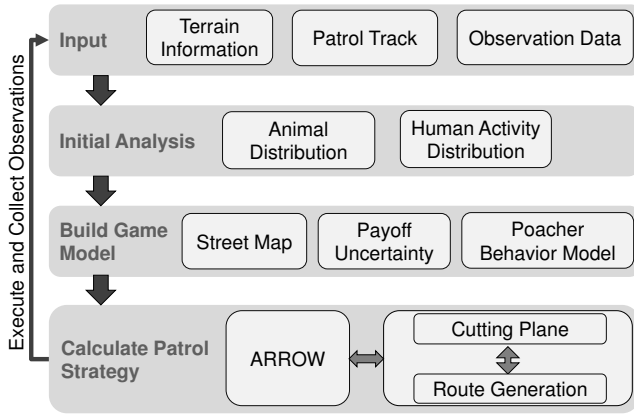 Execute and Collect Observations
Input
Terrain
Information
Patrol Track
Observation Data
Initial Analysis
Animal
Distribution
Human Activity
Distribution
Build Game
Model
Street Map
Payoff
Uncertainty
Poacher
Behavior Model
Calculate Patrol
Strategy
ARROW
Cutting Plane
Route Generation